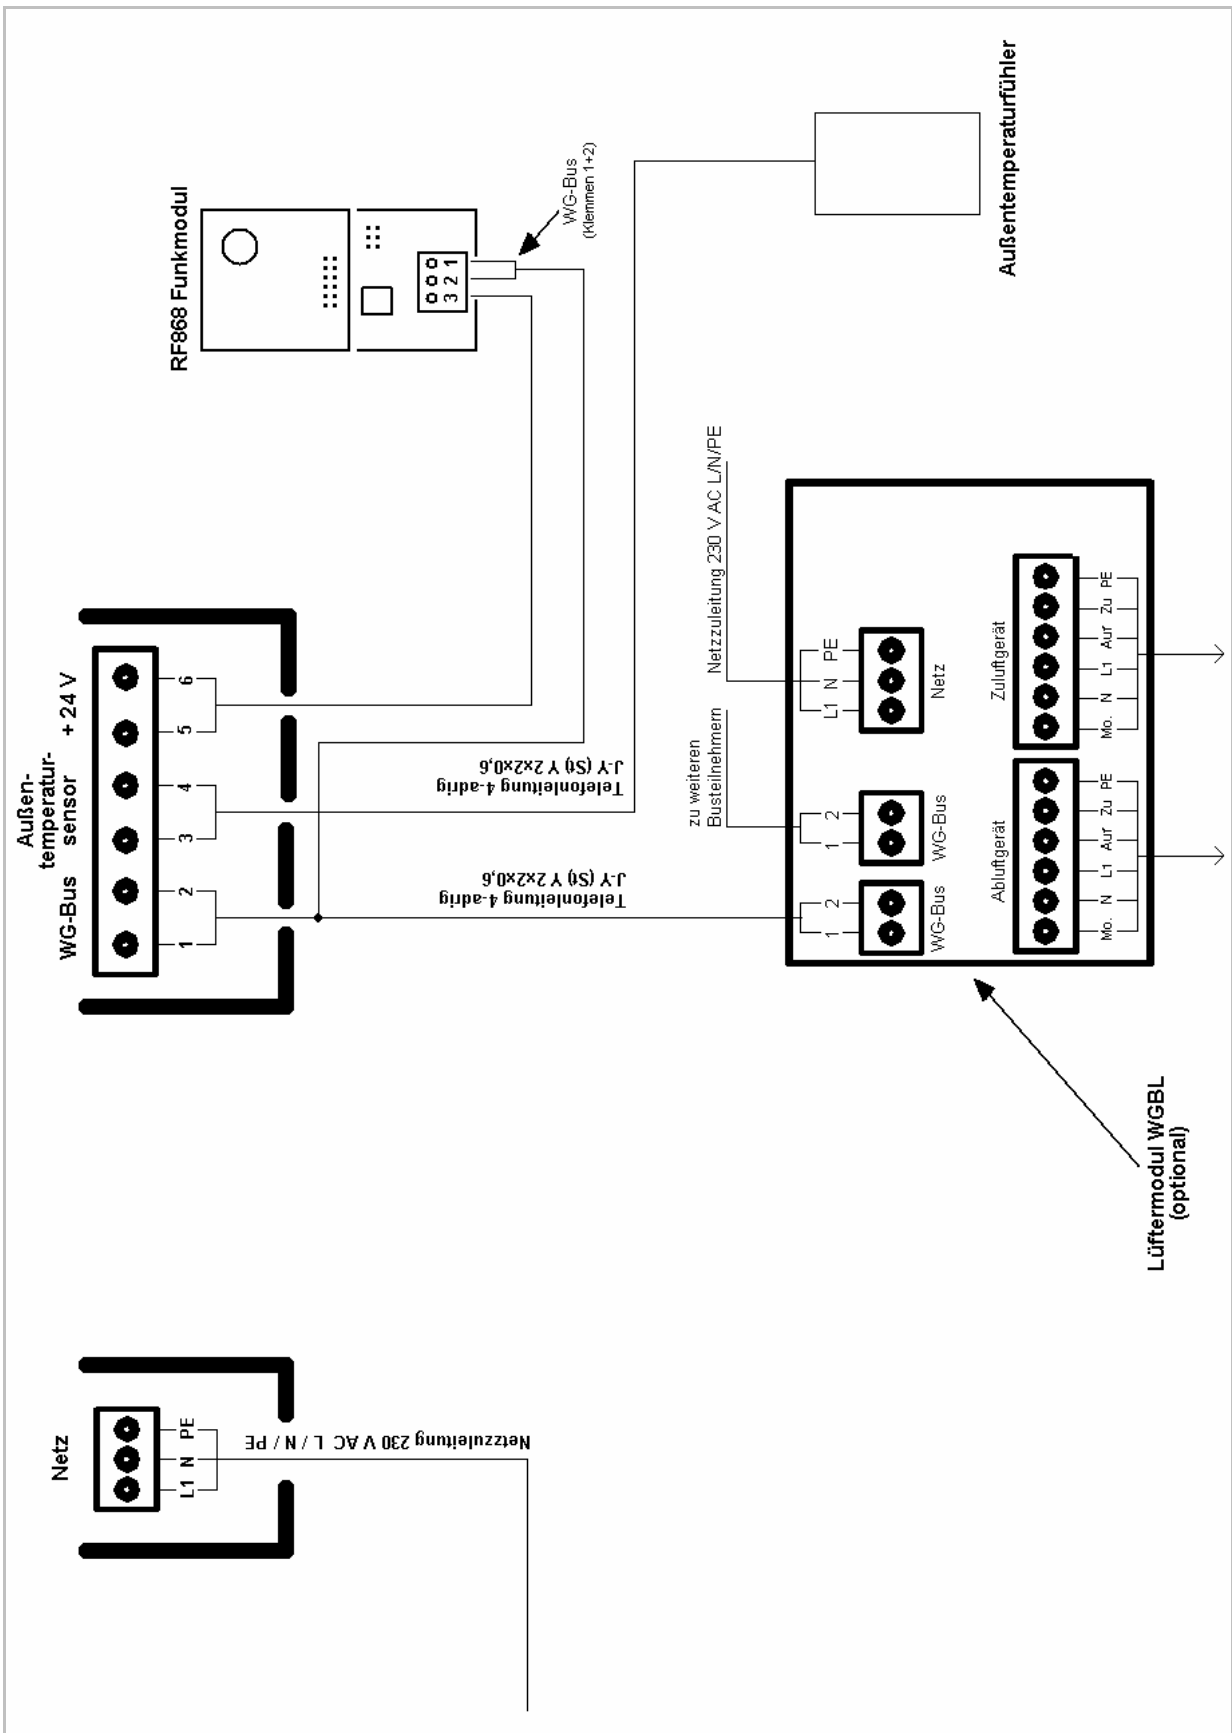 Netz
L1 N PE
Netzzuleitung 230 V AC L / N / PE
Außen-
temperatur-
WG-Bus sensor + 24 V
1 2 3 4 5 6
Telefonleitung 4-adrig
J-Y (St) Y 2x2x0,6
Telefonleitung 4-adrig
J-Y (St) Y 2x2x0,6
RF868 Funkmodul
3 2 1
WG-Bus
(Klemmen 1+2)
Außentemperaturfühler
zu weiteren
Busteilnehmern
Netzzuleitung 230 V AC L/N/PE
1 2
WG-Bus
1 2
WG-Bus
L1 N PE
Netz
Abluftgerät
Mo. N L1 Auf Zu PE
Zuluftgerät
Mo. N L1 Auf Zu PE
Lüftermodul WGBL
(optional)